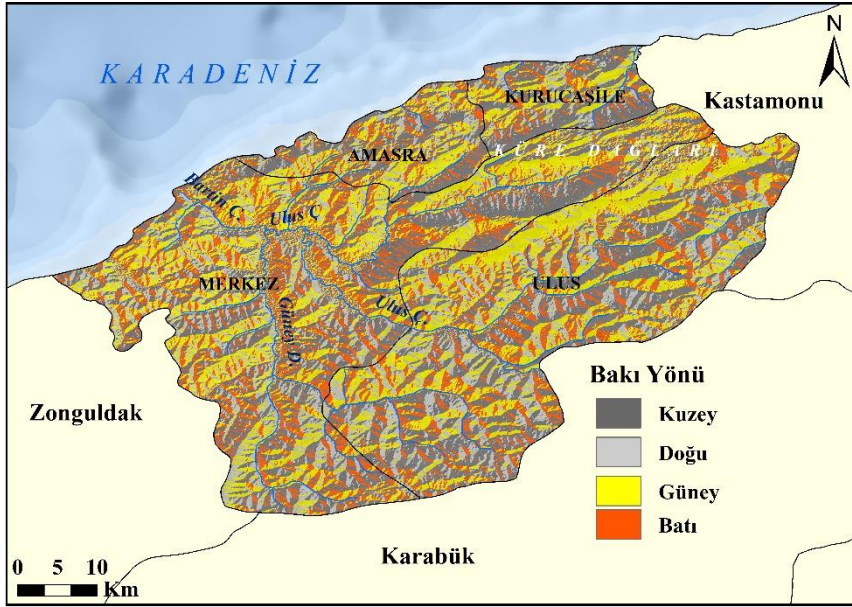 N
KARADENİZ
KURUCAŞİLE
Kastamonu
AMASRA
KÜRE DAĞLARI
Bartın Ç.
Ulus Ç
MERKEZ
ULUS
Ulus Ç.
Güney D.
Bakı Yönü
Zonguldak
Kuzey
Doğu
Güney
Batı
Karabük
0 5 10
Km